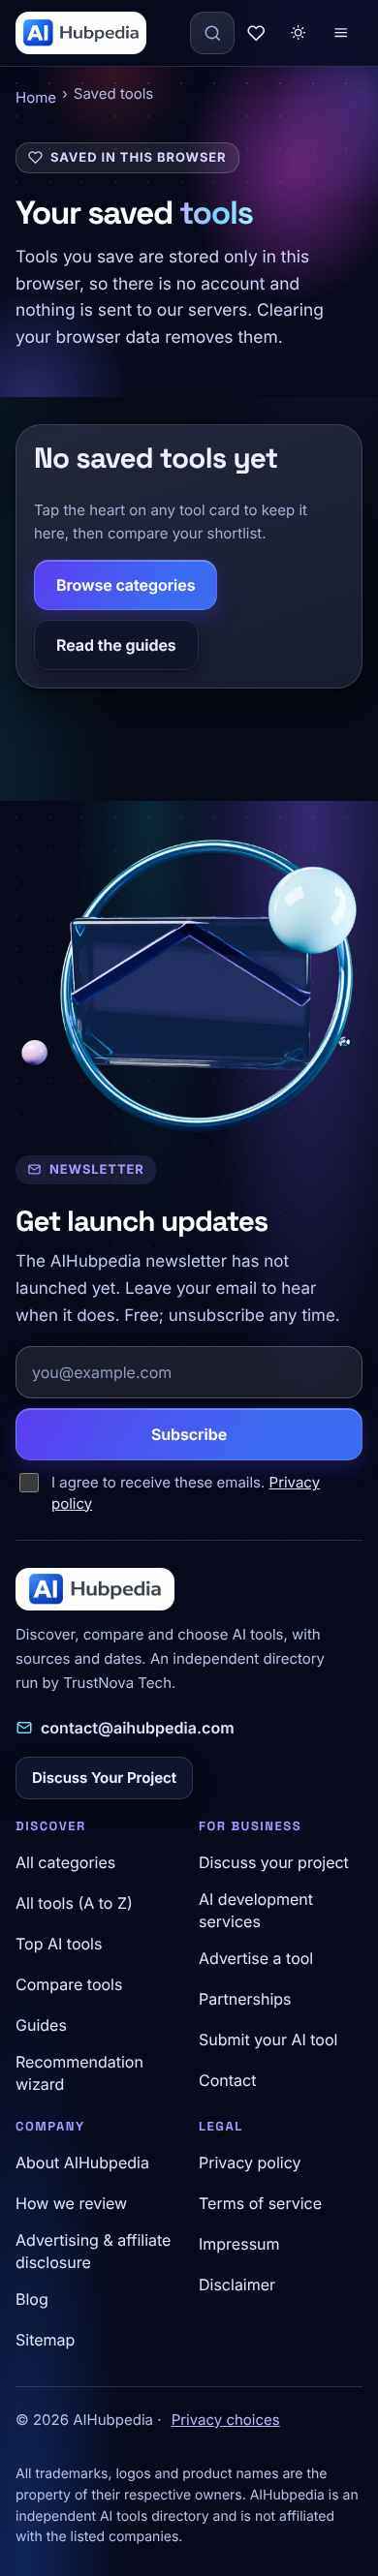 AI Hubpedia
Home › Saved tools
SAVED IN THIS BROWSER
Your saved tools
Tools you save are stored only in this
browser, so there is no account and
nothing is sent to our servers. Clearing
your browser data removes them.
No saved tools yet
Tap the heart on any tool card to keep it
here, then compare your shortlist.
Browse categories
Read the guides
NEWSLETTER
Get launch updates
The AIHubpedia newsletter has not
launched yet. Leave your email to hear
when it does. Free; unsubscribe any time.
you@example.com
Subscribe
I agree to receive these emails. Privacy
policy
AI Hubpedia
Discover, compare and choose AI tools, with
sources and dates. An independent directory
run by TrustNova Tech.
contact@aihubpedia.com
Discuss Your Project
DISCOVER
All categories
All tools (A to Z)
Top AI tools
Compare tools
Guides
Recommendation
wizard
FOR BUSINESS
Discuss your project
AI development
services
Advertise a tool
Partnerships
Submit your AI tool
Contact
COMPANY
About AIHubpedia
How we review
Advertising & affiliate
disclosure
Blog
Sitemap
LEGAL
Privacy policy
Terms of service
Impressum
Disclaimer
© 2026 AIHubpedia · Privacy choices
All trademarks, logos and product names are the
property of their respective owners. AIHubpedia is an
independent AI tools directory and is not affiliated
with the listed companies.